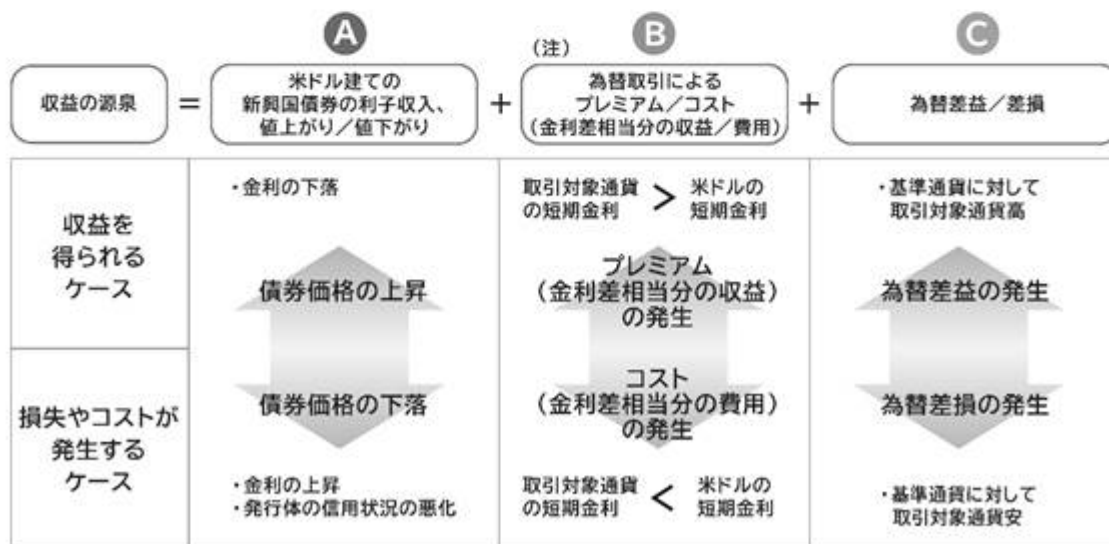 A
(注)
B
C
収益の源泉
=
米ドル建ての
新興国債券の利子収入、
値上がり/値下がり
+
為替取引による
プレミアム/コスト
(金利差相当分の収益/費用)
+
為替差益/差損
収益を
得られる
ケース
・金利の下落
債券価格の上昇
取引対象通貨
の短期金利
>
米ドルの
短期金利
プレミアム
(金利差相当分の収益)
の発生
・基準通貨に対して
取引対象通貨高
為替差益の発生
損失やコストが
発生する
ケース
債券価格の下落
・金利の上昇
・発行体の信用状況の悪化
コスト
(金利差相当分の費用)
の発生
取引対象通貨
の短期金利
<
米ドルの
短期金利
為替差損の発生
・基準通貨に対して
取引対象通貨安